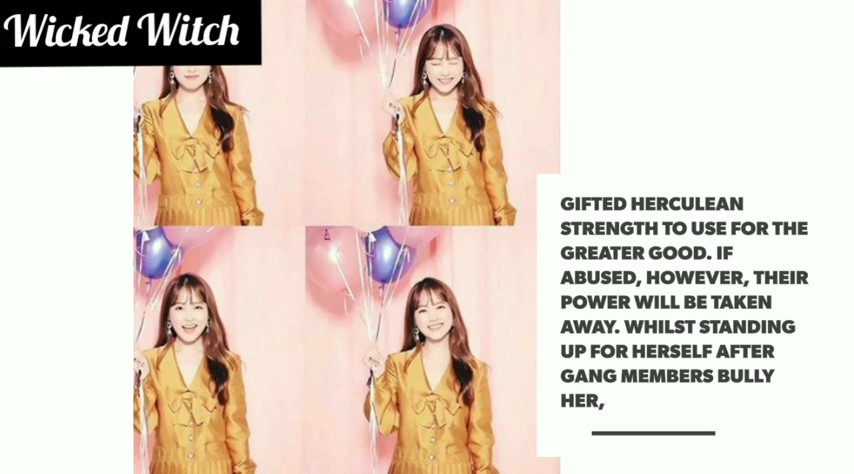 Wicked Witch
GIFTED HERCULEAN
STRENGTH TO USE FOR THE
GREATER GOOD. IF
ABUSED, HOWEVER, THEIR
POWER WILL BE TAKEN
AWAY. WHILST STANDING
UP FOR HERSELF AFTER
GANG MEMBERS BULLY
HER,